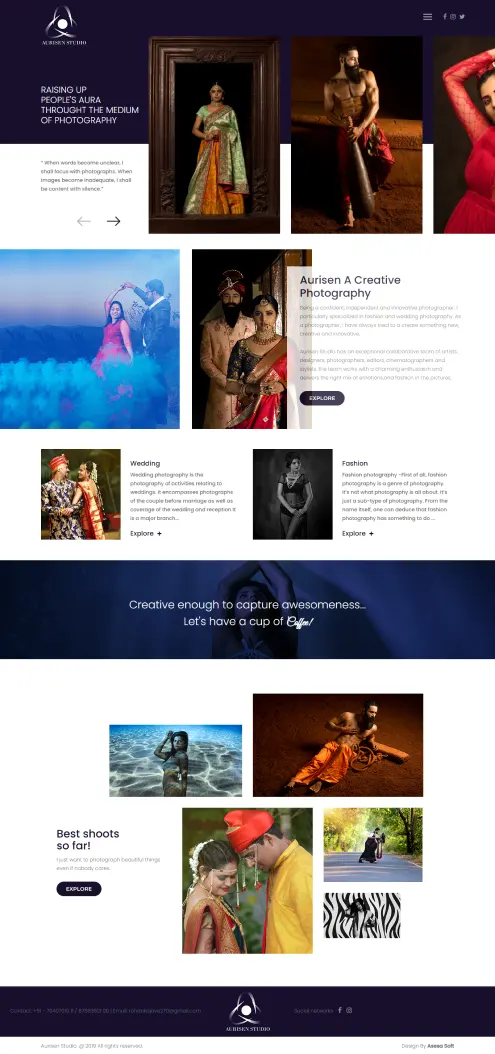 AURISEN STUDIO
RAISING UP
PEOPLE'S AURA
THROUGHT THE MEDIUM
OF PHOTOGRAPHY
" When words become unclear, I
shall focus with photographs. When
images become inadequate, I shall
be content with silence."
Aurisen A Creative
Photography
Being a confident, independent and innovative photographer, I
particularly specialized in fashion and wedding photography. As
a photographer, I have always tried to a create something new,
creative and innovative.
Aurisen Studio has an exceptional collaborative team of artists,
designers, photographers, editors, cinematographers and
stylists. the team works with a charming enthusiasm and
delivers the right mix of emotions and fashion in the pictures.
EXPLORE
Wedding
Wedding photography is the
photography of activities relating to
weddings. It encompasses photographs
of the couple before marriage as well as
coverage of the wedding and reception It
is a major branch...
Explore +
Fashion
Fashion photography -First of all, fashion
photography is a genre of photography.
It's not what photography is all about. It's
just a sub-type of photography. From the
name itself, one can deduce that fashion
photography has something to do ...
Explore +
Creative enough to capture awesomeness...
Let's have a cup of Coffee!
Best shoots
so far!
I just want to photograph beautiful things
even if nobody cares.
EXPLORE
AURISEN STUDIO
Social networks
Aurisen Studio. @ 2019 All rights reserved.
Design By Aseea Soft